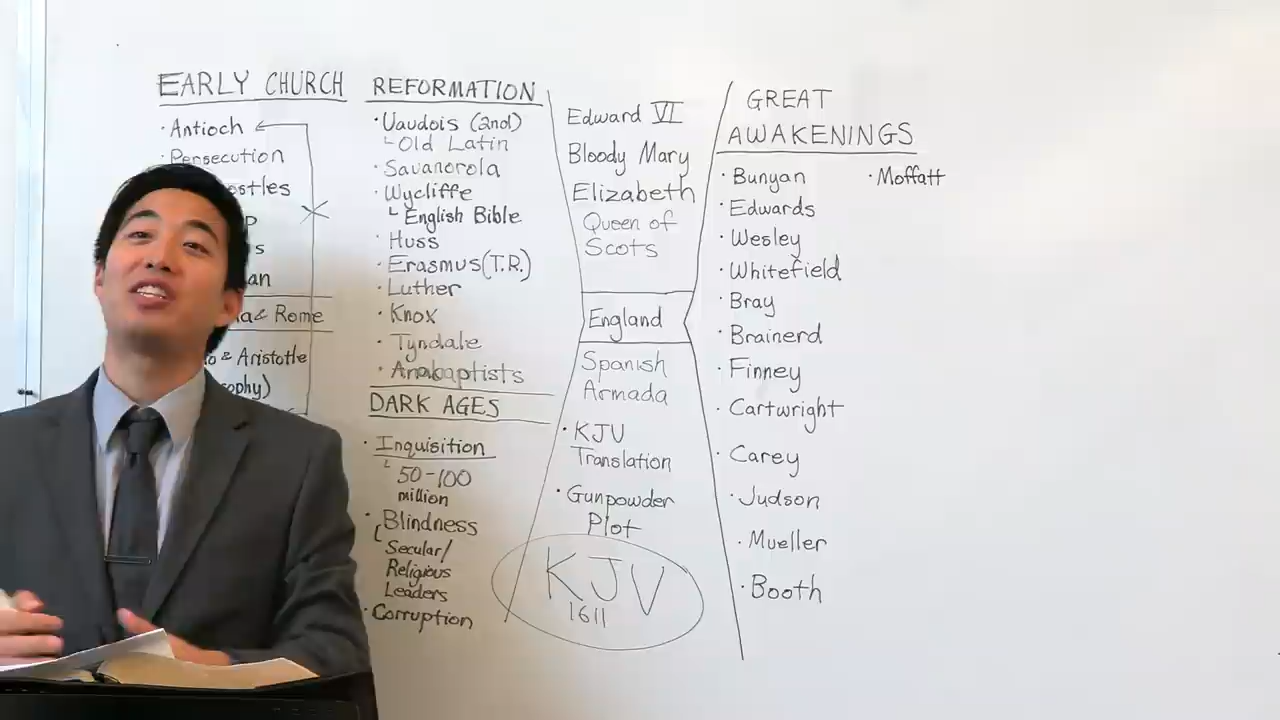 EARLY CHURCH
· Antioch
· Persecution
ostles
P
s
an
& Rome
& Aristotle
ophy)
REFORMATION
· Vaudois (2nd)
└ Old Latin
· Savanorola
· Wycliffe
└ English Bible
· Huss
· Erasmus (T.R.)
· Luther
· Knox
· Tyndale
· Anabaptists
DARK AGES
· Inquisition
└ 50-100
million
· Blindness
Secular/
Religious
Leaders
· Corruption
Edward VI
Bloody Mary
Elizabeth
Queen of
Scots
England
Spanish
Armada
· KJV
Translation
· Gunpowder
Plot
KJV
1611
GREAT
AWAKENINGS
· Bunyan
· Edwards
· Wesley
· Whitefield
· Bray
· Brainerd
· Finney
· Cartwright
· Carey
· Judson
· Mueller
· Booth
· Moffatt